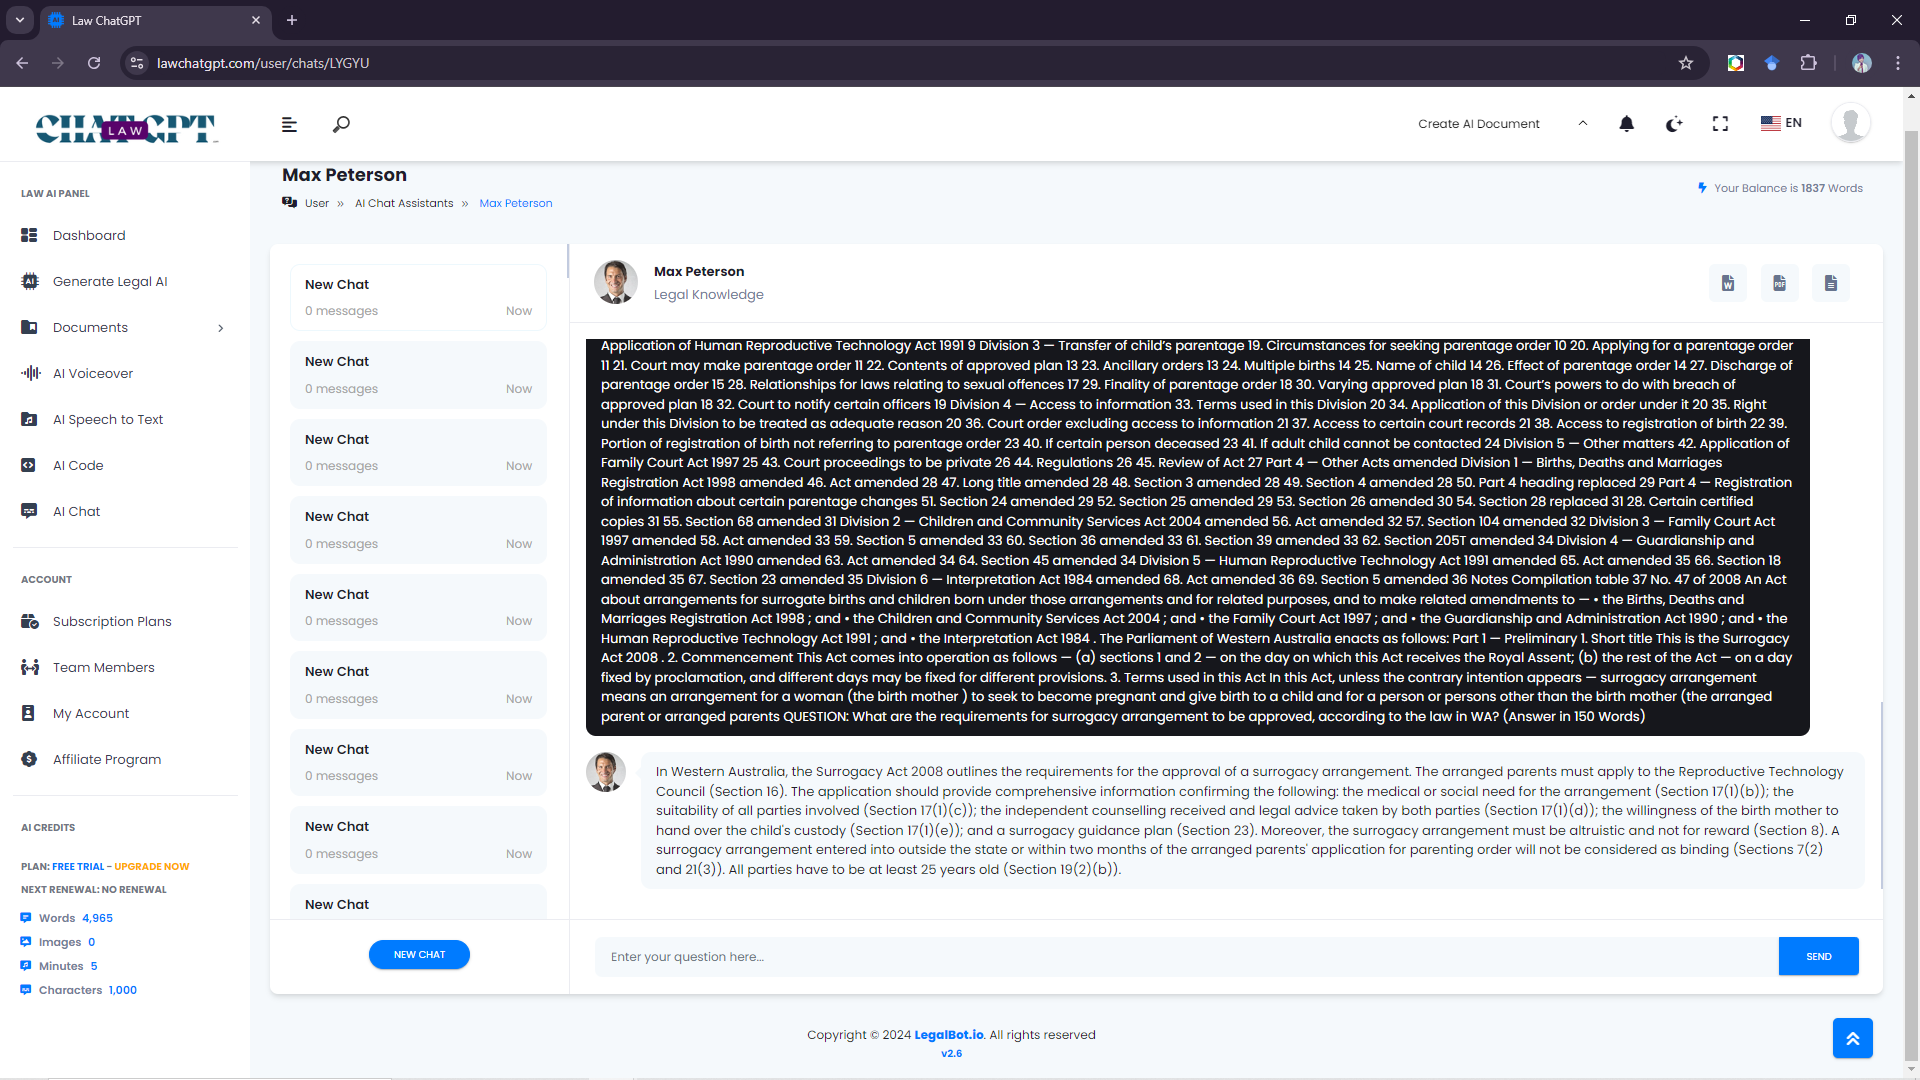 Law ChatGPT
lawchatgpt.com/user/chats/LYGYU
CHATGPT
LAW
Create AI Document
EN
LAW AI PANEL
Dashboard
Generate Legal AI
Documents
AI Voiceover
AI Speech to Text
AI Code
AI Chat
ACCOUNT
Subscription Plans
Team Members
My Account
Affiliate Program
AI CREDITS
PLAN: FREE TRIAL - UPGRADE NOW
NEXT RENEWAL: NO RENEWAL
Words 4,965
Images 0
Minutes 5
Characters 1,000
Max Peterson
User » AI Chat Assistants » Max Peterson
Your Balance is 1837 Words
New Chat
0 messages Now
New Chat
0 messages Now
New Chat
0 messages Now
New Chat
0 messages Now
New Chat
0 messages Now
New Chat
0 messages Now
New Chat
0 messages Now
New Chat
0 messages Now
New Chat
NEW CHAT
Max Peterson
Legal Knowledge
Application of Human Reproductive Technology Act 1991 9 Division 3 — Transfer of child's parentage 19. Circumstances for seeking parentage order 10 20. Applying for a parentage order
11 21. Court may make parentage order 11 22. Contents of approved plan 13 23. Ancillary orders 13 24. Multiple births 14 25. Name of child 14 26. Effect of parentage order 14 27. Discharge of
parentage order 15 28. Relationships for laws relating to sexual offences 17 29. Finality of parentage order 18 30. Varying approved plan 18 31. Court's powers to do with breach of
approved plan 18 32. Court to notify certain officers 19 Division 4 — Access to information 33. Terms used in this Division 20 34. Application of this Division or order under it 20 35. Right
under this Division to be treated as adequate reason 20 36. Court order excluding access to information 21 37. Access to certain court records 21 38. Access to registration of birth 22 39.
Portion of registration of birth not referring to parentage order 23 40. If certain person deceased 23 41. If adult child cannot be contacted 24 Division 5 — Other matters 42. Application of
Family Court Act 1997 25 43. Court proceedings to be private 26 44. Regulations 26 45. Review of Act 27 Part 4 — Other Acts amended Division 1 — Births, Deaths and Marriages
Registration Act 1998 amended 46. Act amended 28 47. Long title amended 28 48. Section 3 amended 28 49. Section 4 amended 28 50. Part 4 heading replaced 29 Part 4 — Registration
of information about certain parentage changes 51. Section 24 amended 29 52. Section 25 amended 29 53. Section 26 amended 30 54. Section 28 replaced 31 28. Certain certified
copies 31 55. Section 68 amended 31 Division 2 — Children and Community Services Act 2004 amended 56. Act amended 32 57. Section 104 amended 32 Division 3 — Family Court Act
1997 amended 58. Act amended 33 59. Section 5 amended 33 60. Section 36 amended 33 61. Section 39 amended 33 62. Section 205T amended 34 Division 4 — Guardianship and
Administration Act 1990 amended 63. Act amended 34 64. Section 45 amended 34 Division 5 — Human Reproductive Technology Act 1991 amended 65. Act amended 35 66. Section 18
amended 35 67. Section 23 amended 35 Division 6 — Interpretation Act 1984 amended 68. Act amended 36 69. Section 5 amended 36 Notes Compilation table 37 No. 47 of 2008 An Act
about arrangements for surrogate births and children born under those arrangements and for related purposes, and to make related amendments to — • the Births, Deaths and
Marriages Registration Act 1998 ; and • the Children and Community Services Act 2004 ; and • the Family Court Act 1997 ; and • the Guardianship and Administration Act 1990 ; and • the
Human Reproductive Technology Act 1991 ; and • the Interpretation Act 1984 . The Parliament of Western Australia enacts as follows: Part 1 — Preliminary 1. Short title This is the Surrogacy
Act 2008 . 2. Commencement This Act comes into operation as follows — (a) sections 1 and 2 — on the day on which this Act receives the Royal Assent; (b) the rest of the Act — on a day
fixed by proclamation, and different days may be fixed for different provisions. 3. Terms used in this Act In this Act, unless the contrary intention appears — surrogacy arrangement
means an arrangement for a woman (the birth mother ) to seek to become pregnant and give birth to a child and for a person or persons other than the birth mother (the arranged
parent or arranged parents QUESTION: What are the requirements for surrogacy arrangement to be approved, according to the law in WA? (Answer in 150 Words)
In Western Australia, the Surrogacy Act 2008 outlines the requirements for the approval of a surrogacy arrangement. The arranged parents must apply to the Reproductive Technology
Council (Section 16). The application should provide comprehensive information confirming the following: the medical or social need for the arrangement (Section 17(1)(b)); the
suitability of all parties involved (Section 17(1)(c)); the independent counselling received and legal advice taken by both parties (Section 17(1)(d)); the willingness of the birth mother to
hand over the child's custody (Section 17(1)(e)); and a surrogacy guidance plan (Section 23). Moreover, the surrogacy arrangement must be altruistic and not for reward (Section 8). A
surrogacy arrangement entered into outside the state or within two months of the arranged parents' application for parenting order will not be considered as binding (Sections 7(2)
and 21(3)). All parties have to be at least 25 years old (Section 19(2)(b)).
Enter your question here...
SEND
Copyright © 2024 LegalBot.io. All rights reserved
v2.6